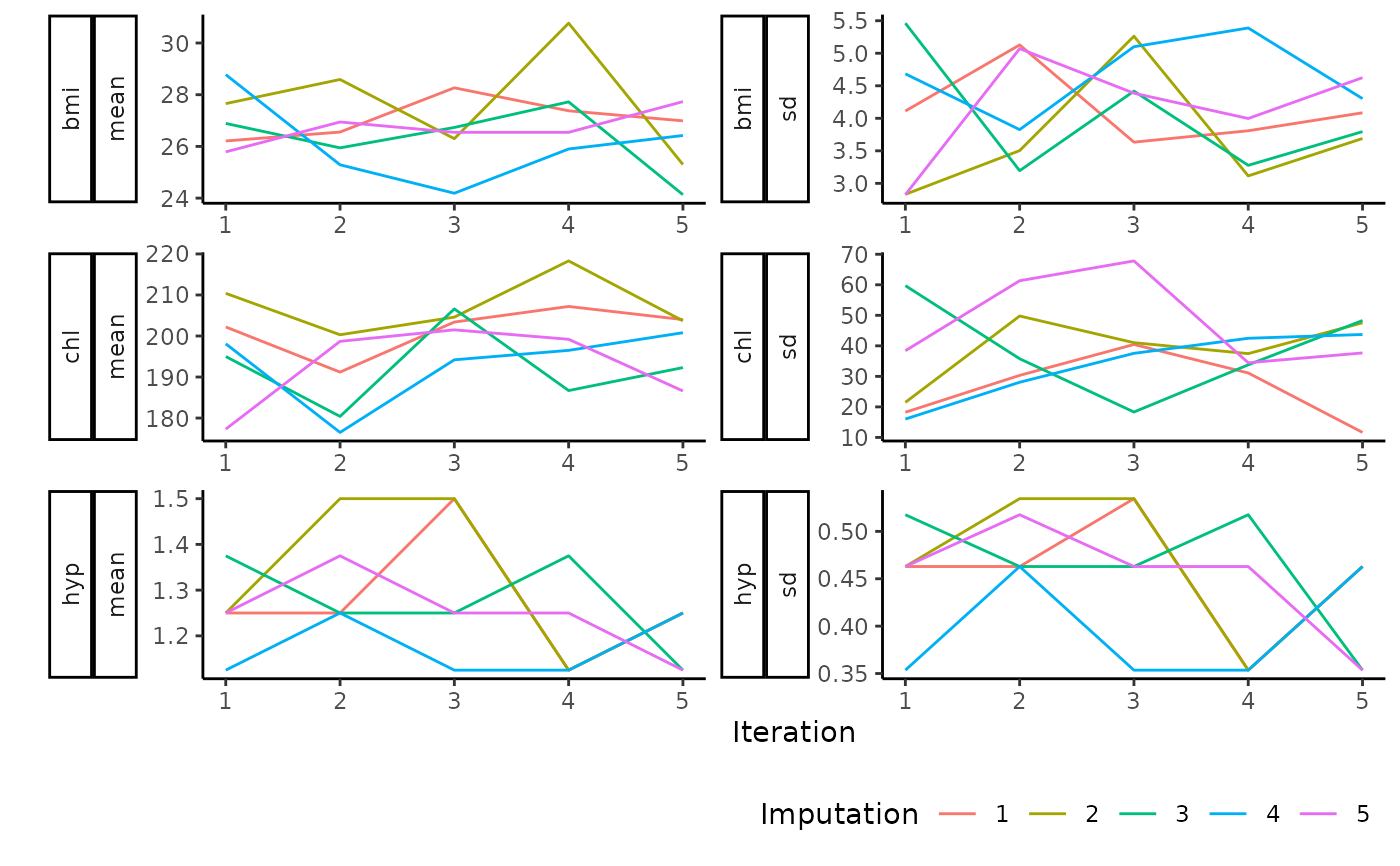 bmi mean
30
28
26
24
1 2 3 4 5
bmi sd
5.5
5.0
4.5
4.0
3.5
3.0
1 2 3 4 5
chl mean
220
210
200
190
180
1 2 3 4 5
chl sd
70
60
50
40
30
20
10
1 2 3 4 5
hyp mean
1.5
1.4
1.3
1.2
1 2 3 4 5
hyp sd
0.50
0.45
0.40
0.35
1 2 3 4 5
Iteration
Imputation 1 2 3 4 5